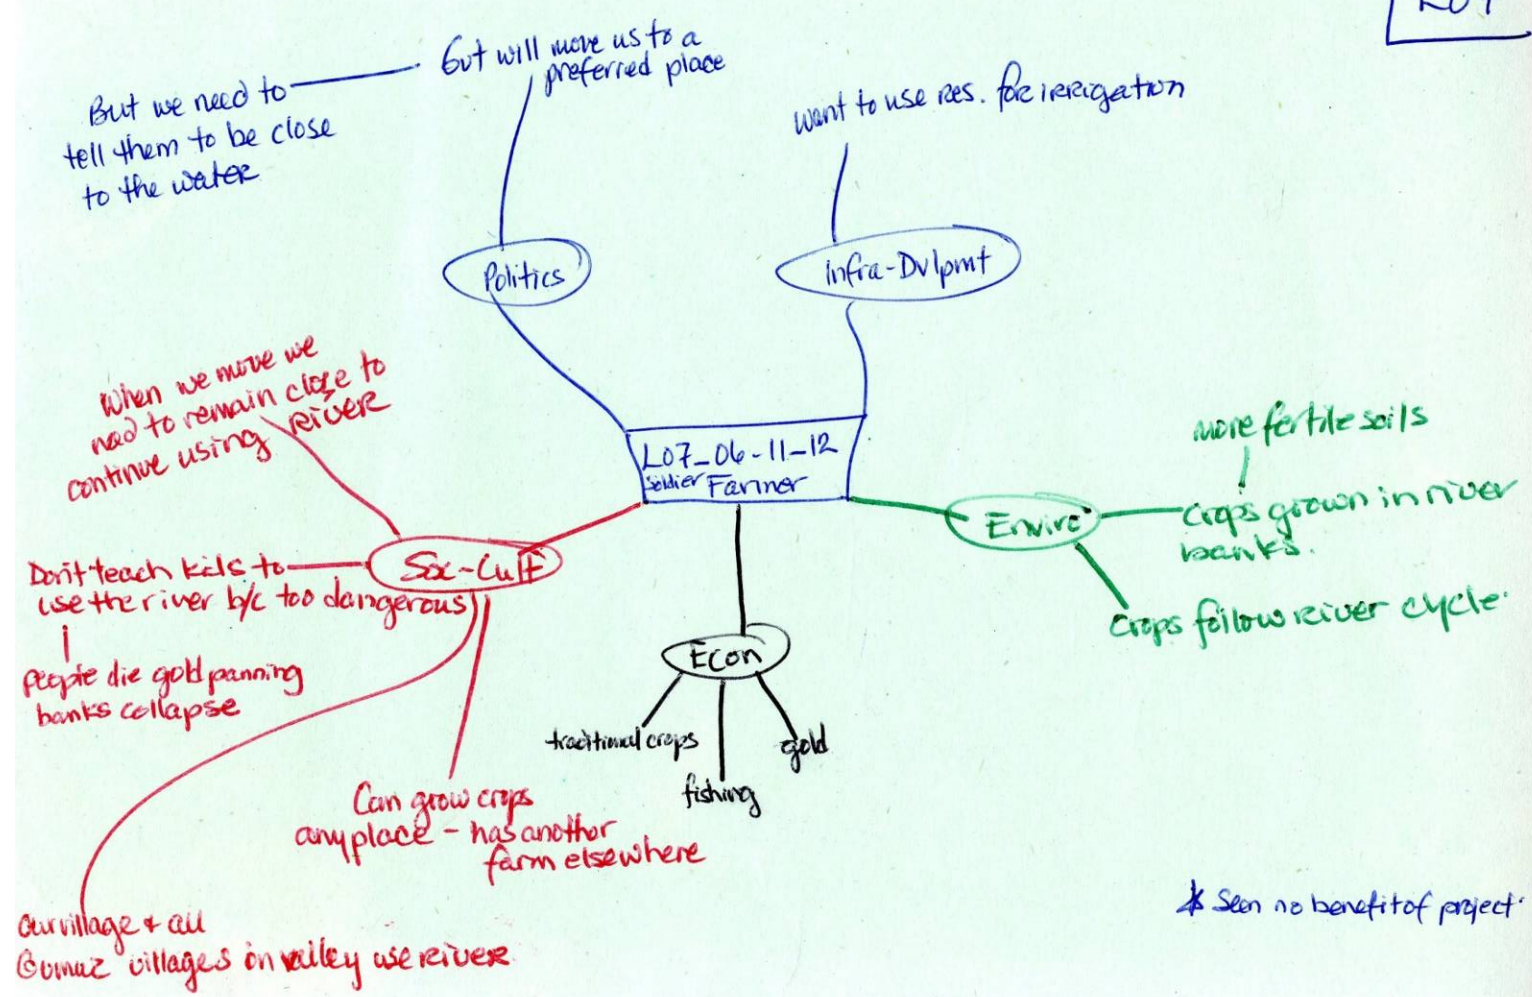 L07
Gut will move us to a
preferred place
But we need to
tell them to be close
to the water
want to use res. for irrigation
Politics
Infra-Dvlpmt
When we move we
need to remain close to
continue using river
L07_06-11-12
Soldier Farmer
more fertile soils
Crops grown in river
banks.
Enviro
Crops follow river cycle.
Soc-Cult
Don't teach kids to
use the river b/c too dangerous
people die gold panning
banks collapse
Econ
traditional crops
fishing
gold
Can grow crops
anyplace - has another
farm elsewhere
Our village + all
Gumuz villages on valley use river
* Seen no benefit of project.